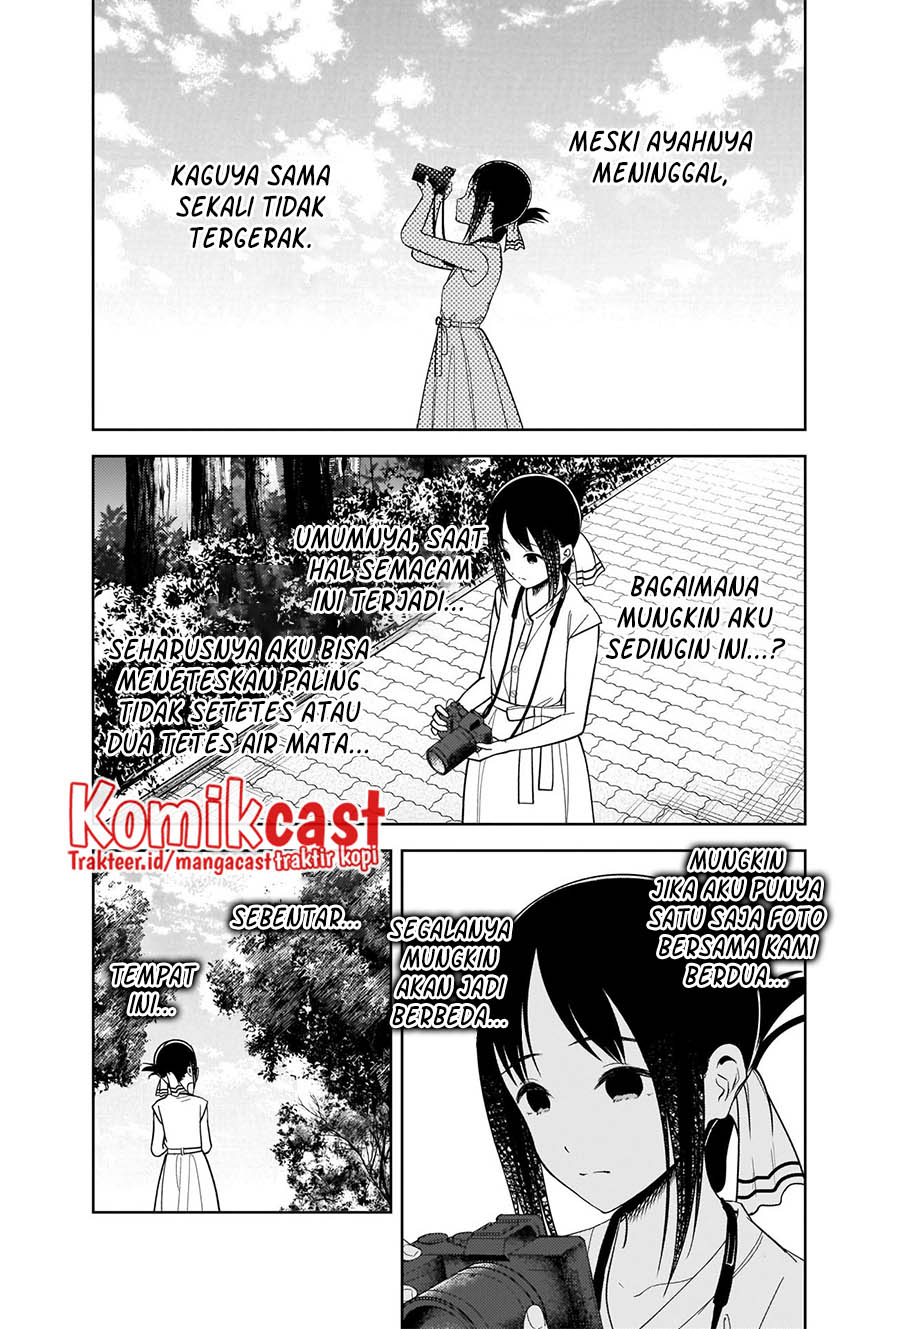 MESKI AYAHNYA
MENINGGAL,
KAGUYA SAMA
SEKALI TIDAK
TERGERAK.
BAGAIMANA
MUNGKIN AKU
SEDINGIN INI...?
UMUMNYA, SAAT
HAL SEMACAM
INI TERJADI...
SEHARUSNYA AKU BISA
MENETESKAN PALING
TIDAK SETETES ATAU
DUA TETES AIR MATA...
Komikcast
Trakteer.id/mangacast traktir kopi
MUNGKIN
JIKA AKU PUNYA
SATU SAJA FOTO
BERSAMA KAMI
BERDUA...
SEGALANYA
MUNGKIN
AKAN JADI
BERBEDA...
SEBENTAR...
TEMPAT
INI...